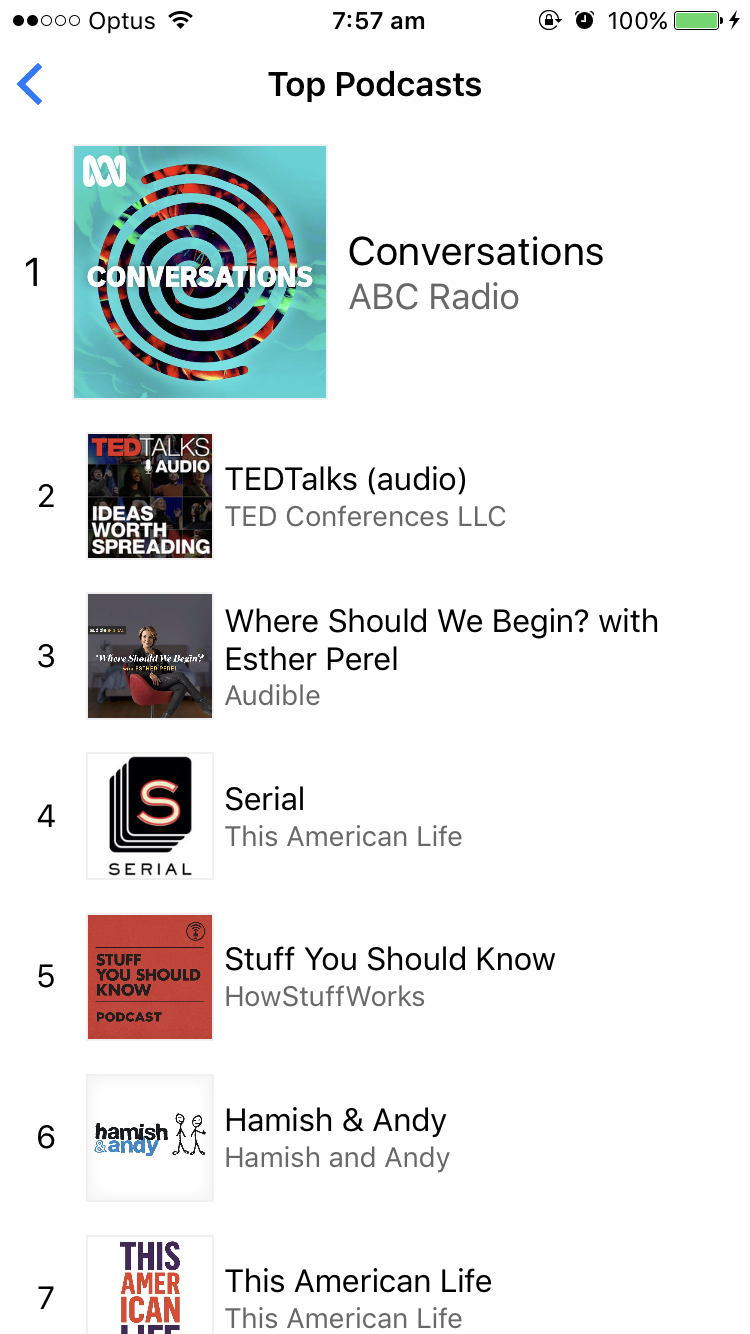 Optus 7:57 am 100%
Top Podcasts
1
CONVERSATIONS
Conversations
ABC Radio
2
TEDTALKS
AUDIO
IDEAS
WORTH
SPREADING
TEDTalks (audio)
TED Conferences LLC
3
"Where Should We Begin?"
with ESTHER PEREL
Where Should We Begin? with
Esther Perel
Audible
4
S
SERIAL
Serial
This American Life
5
STUFF
YOU SHOULD
KNOW
PODCAST
Stuff You Should Know
HowStuffWorks
6
hamish
&andy
Hamish & Andy
Hamish and Andy
7
THIS
AMER
ICAN
LIFE
This American Life
This American Life